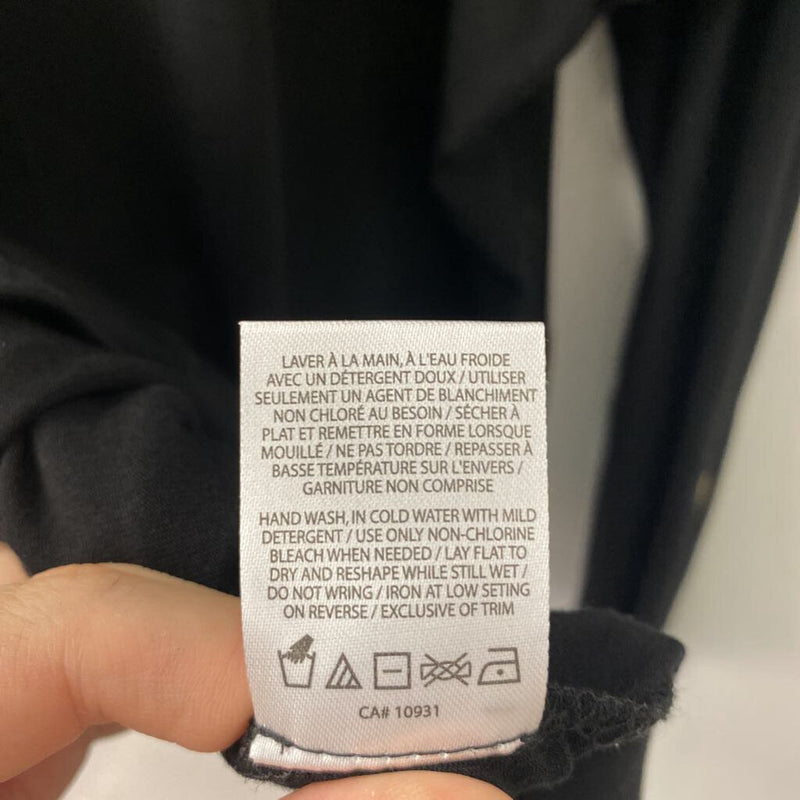 LAVER À LA MAIN, À L'EAU FROIDE
AVEC UN DÉTERGENT DOUX / UTILISER
SEULEMENT UN AGENT DE BLANCHIMENT
NON CHLORÉ AU BESOIN / SÉCHER À
PLAT ET REMETTRE EN FORME LORSQUE
MOUILLÉ / NE PAS TORDRE / REPASSER À
BASSE TEMPÉRATURE SUR L'ENVERS /
GARNITURE NON COMPRISE
HAND WASH, IN COLD WATER WITH MILD
DETERGENT / USE ONLY NON-CHLORINE
BLEACH WHEN NEEDED / LAY FLAT TO
DRY AND RESHAPE WHILE STILL WET /
DO NOT WRING / IRON AT LOW SETING
ON REVERSE / EXCLUSIVE OF TRIM
CA# 10931